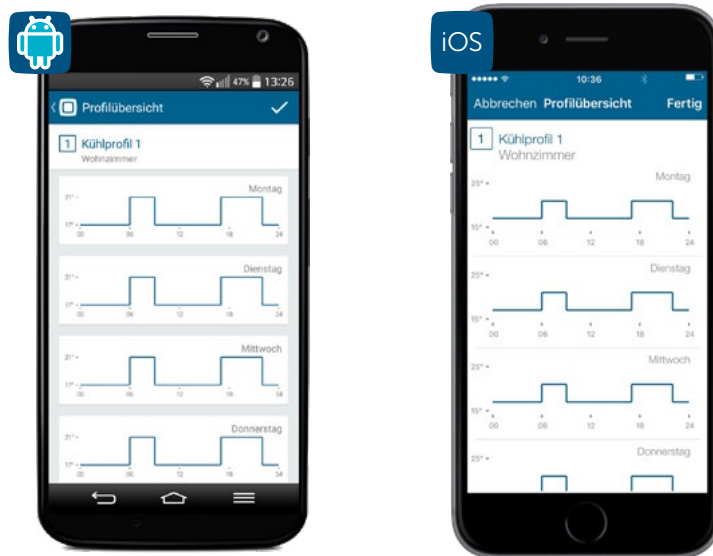 47% 13:26
Profilübersicht
1 Kühlprofil 1
Wohnzimmer
Montag
21°
17°
00 06 12 18 24
Dienstag
21°
17°
00 06 12 18 24
Mittwoch
21°
17°
00 06 12 18 24
Donnerstag
21°
17°
00 06 12 18 24
iOS
10:36
Abbrechen Profilübersicht Fertig
1 Kühlprofil 1
Wohnzimmer
Montag
25°
15°
00 06 12 18 24
Dienstag
25°
15°
00 06 12 18 24
Mittwoch
25°
15°
00 06 12 18 24
Donnerstag
25°